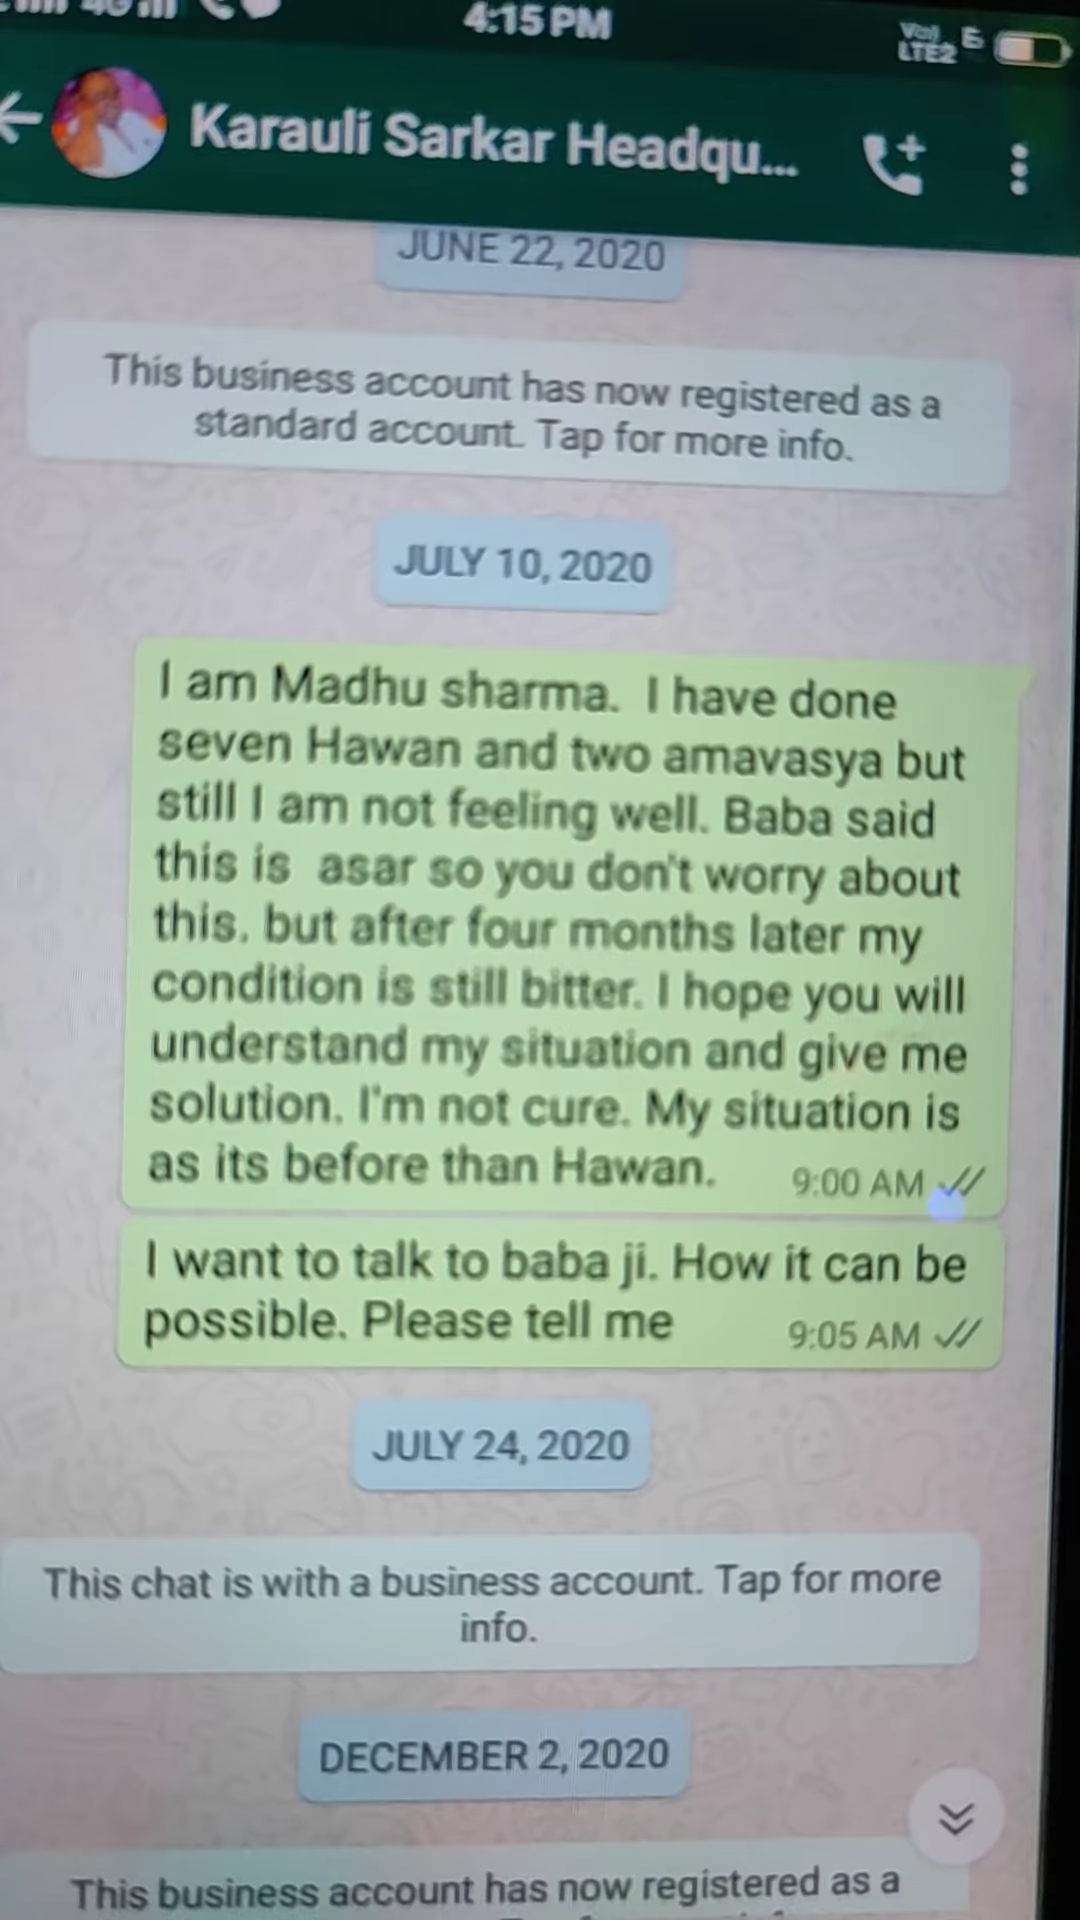 4G
4:15 PM
LTE2
Karauli Sarkar Headqu...
JUNE 22, 2020
This business account has now registered as a
standard account. Tap for more info.
JULY 10, 2020
I am Madhu sharma. I have done
seven Hawan and two amavasya but
still I am not feeling well. Baba said
this is asar so you don't worry about
this. but after four months later my
condition is still bitter. I hope you will
understand my situation and give me
solution. I'm not cure. My situation is
as its before than Hawan.
9:00 AM
I want to talk to baba ji. How it can be
possible. Please tell me
9:05 AM
JULY 24, 2020
This chat is with a business account. Tap for more
info.
DECEMBER 2, 2020
This business account has now registered as a